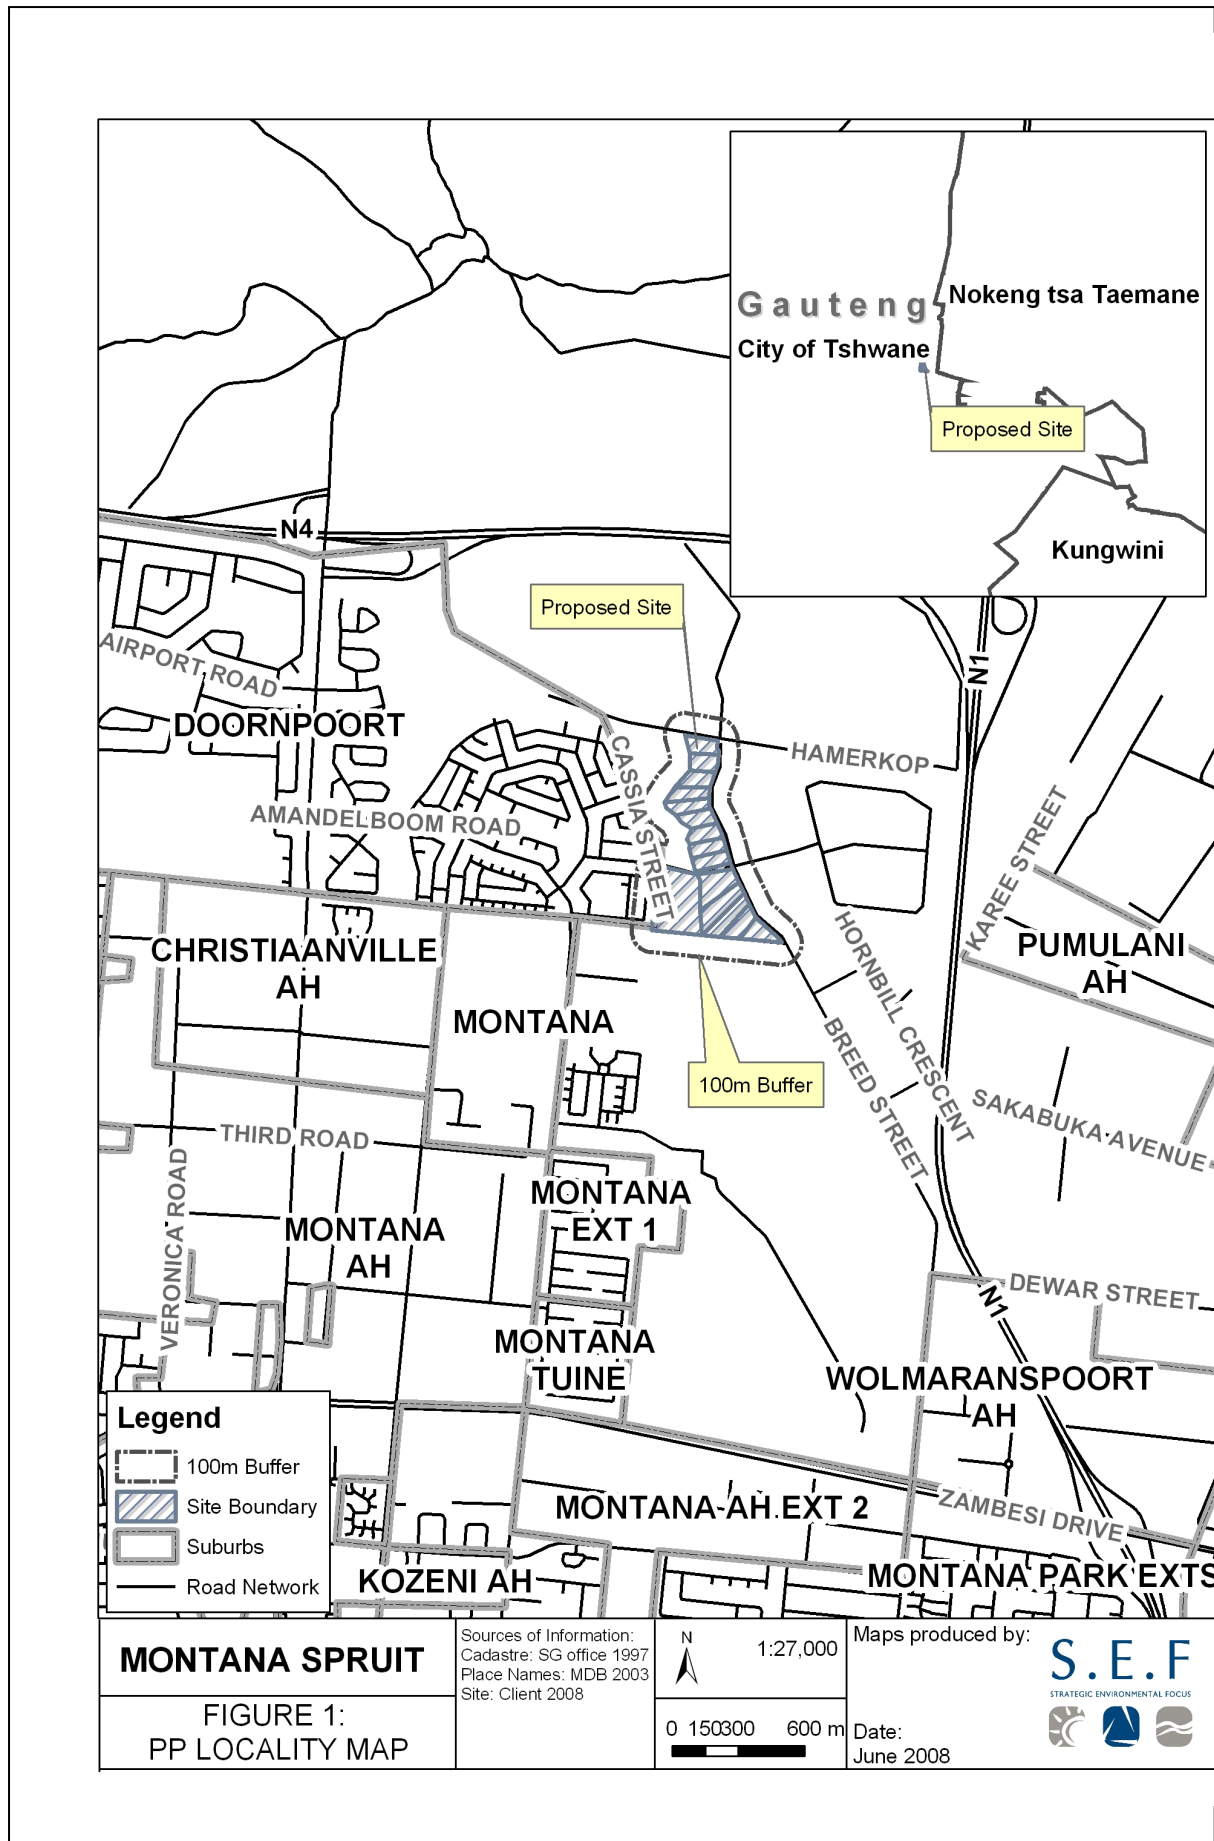 Gauteng
Nokeng tsa Taemane
City of Tshwane
Proposed Site
Kungwini
N4
Proposed Site
N1
AIRPORT ROAD
DOORNPOORT
CASSIA STREET
HAMERKOP
AMANDELBOOM ROAD
KAREE STREET
CHRISTIAANVILLE
AH
HORNBILL CRESCENT
PUMULANI
AH
MONTANA
BREED STREET
100m Buffer
SAKABUKA AVENUE
THIRD ROAD
VERONICA ROAD
MONTANA
EXT 1
MONTANA
AH
DEWAR STREET
N1
MONTANA
TUINE
WOLMARANSPOORT
AH
Legend
100m Buffer
Site Boundary
Suburbs
Road Network
MONTANA AH EXT 2
ZAMBESI DRIVE
KOZENI AH
MONTANA PARK EXTS
MONTANA SPRUIT
FIGURE 1:
PP LOCALITY MAP
Sources of Information:
Cadastre: SG office 1997
Place Names: MDB 2003
Site: Client 2008
N
1:27,000
0 150300 600 m
Maps produced by:
S.E.F
STRATEGIC ENVIRONMENTAL FOCUS
Date:
June 2008